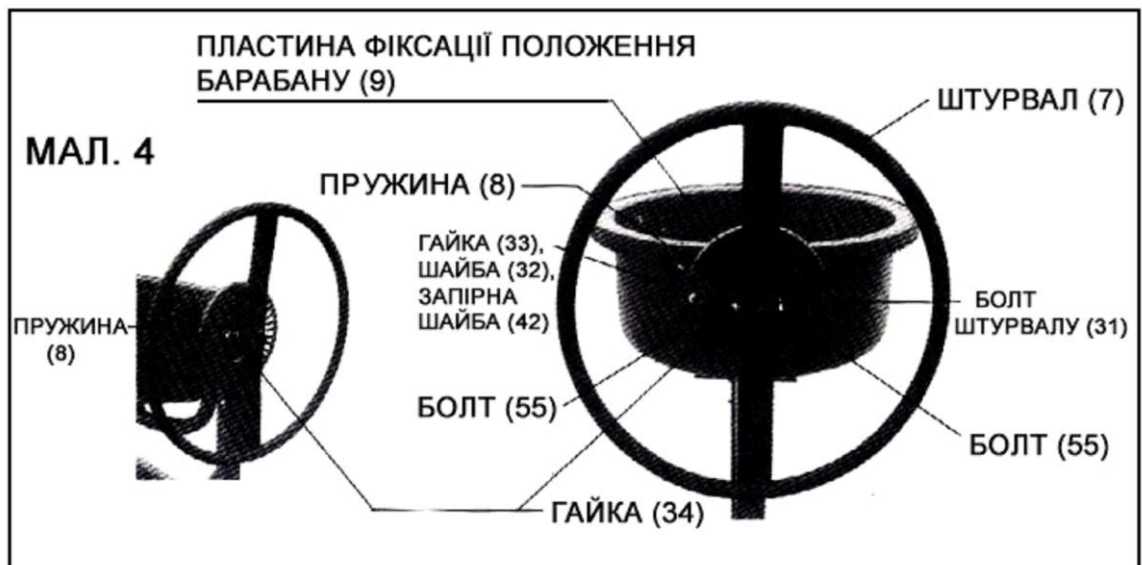 ПЛАСТИНА ФІКСАЦІЇ ПОЛОЖЕННЯ
БАРАБАНУ (9)
ШТУРВАЛ (7)
МАЛ. 4
ПРУЖИНА (8)
ГАЙКА (33),
ШАЙБА (32),
ЗАПІРНА
ШАЙБА (42)
БОЛТ
ШТУРВАЛУ (31)
ПРУЖИНА
(8)
БОЛТ (55)
БОЛТ (55)
ГАЙКА (34)